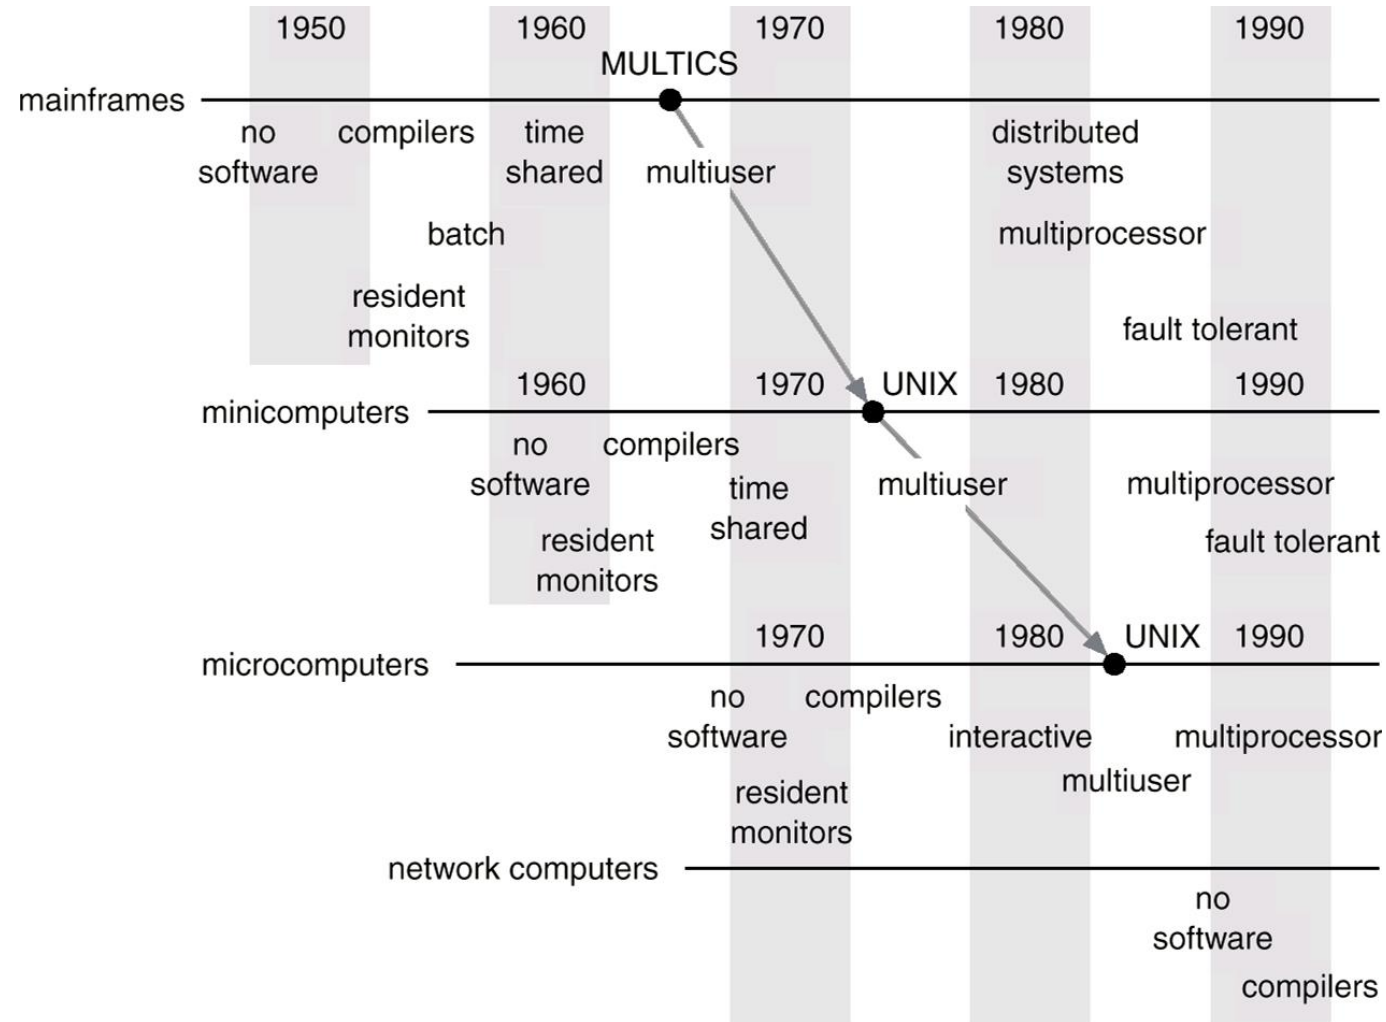 1950 1960 1970 1980 1990
MULTICS
mainframes
no compilers time distributed
software shared multiuser systems
batch multiprocessor
resident
monitors fault tolerant
1960 1970 UNIX 1980 1990
minicomputers
no compilers
software time multiuser multiprocessor
shared
resident fault tolerant
monitors
1970 1980 UNIX 1990
microcomputers
no compilers
software interactive multiprocessor
multiuser
resident
monitors
network computers
no
software
compilers